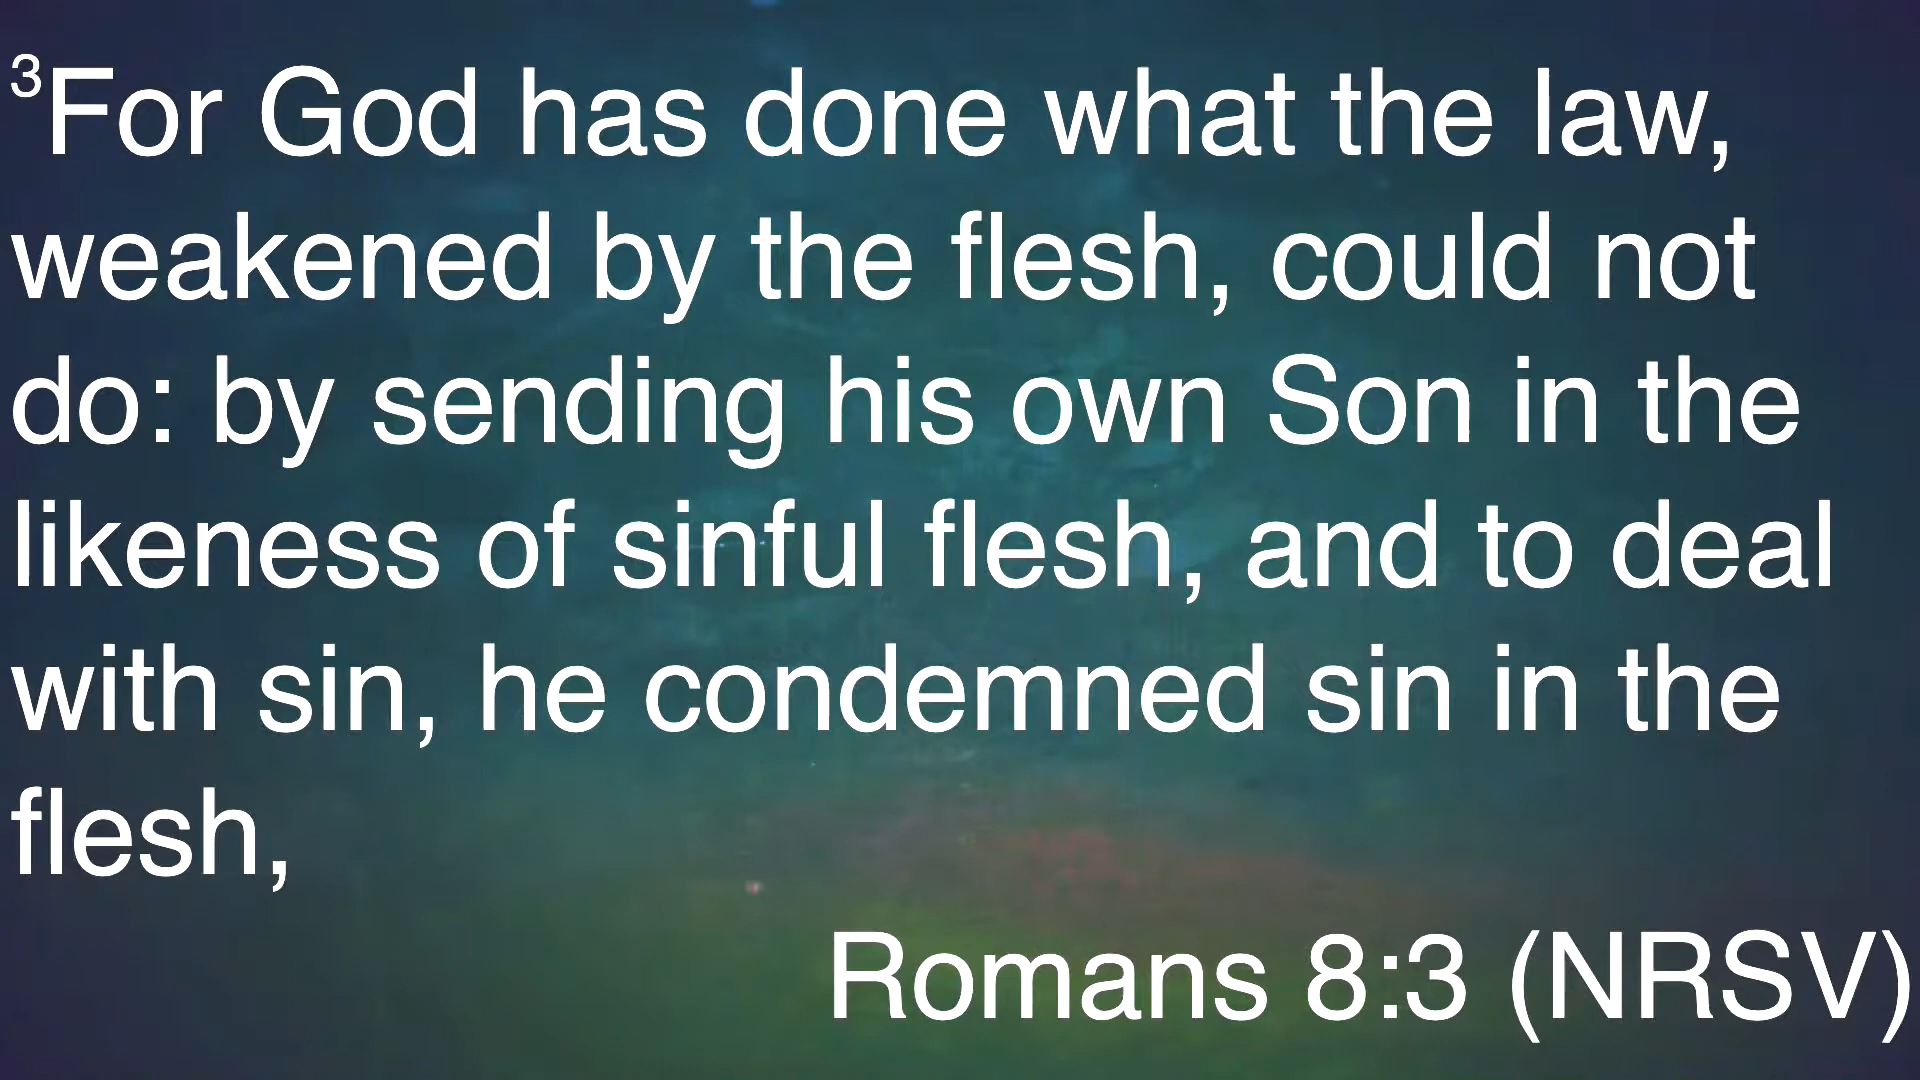 ³For God has done what the law,
weakened by the flesh, could not
do: by sending his own Son in the
likeness of sinful flesh, and to deal
with sin, he condemned sin in the
flesh,
Romans 8:3 (NRSV)